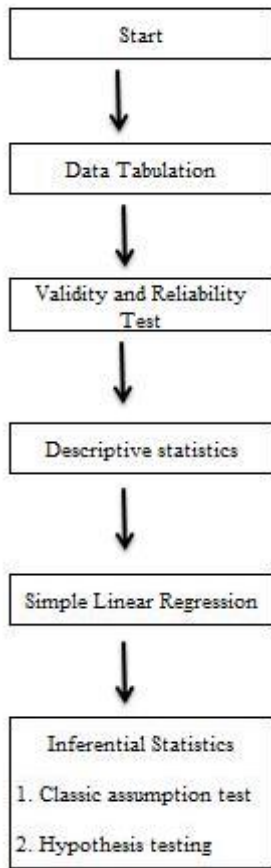 Start
Data Tabulation
Validity and Reliability
Test
Descriptive statistics
Simple Linear Regression
Inferential Statistics
1. Classic assumption test
2. Hypothesis testing